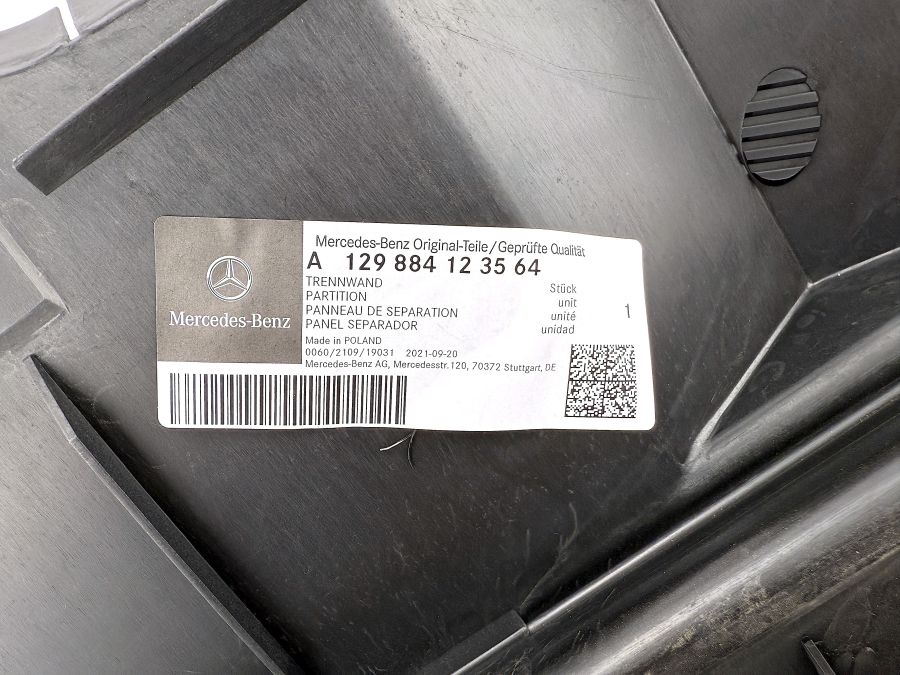 Mercedes-Benz Original-Teile/Geprüfte Qualität
A 129 884 12 35 64
TRENNWAND
PARTITION
PANNEAU DE SEPARATION
PANEL SEPARADOR
Stück
unit
unité
unidad
1
Mercedes-Benz
Made in POLAND
0060/2109/19031 2021-09-20
Mercedes-Benz AG, Mercedesstr.120, 70372 Stuttgart, DE